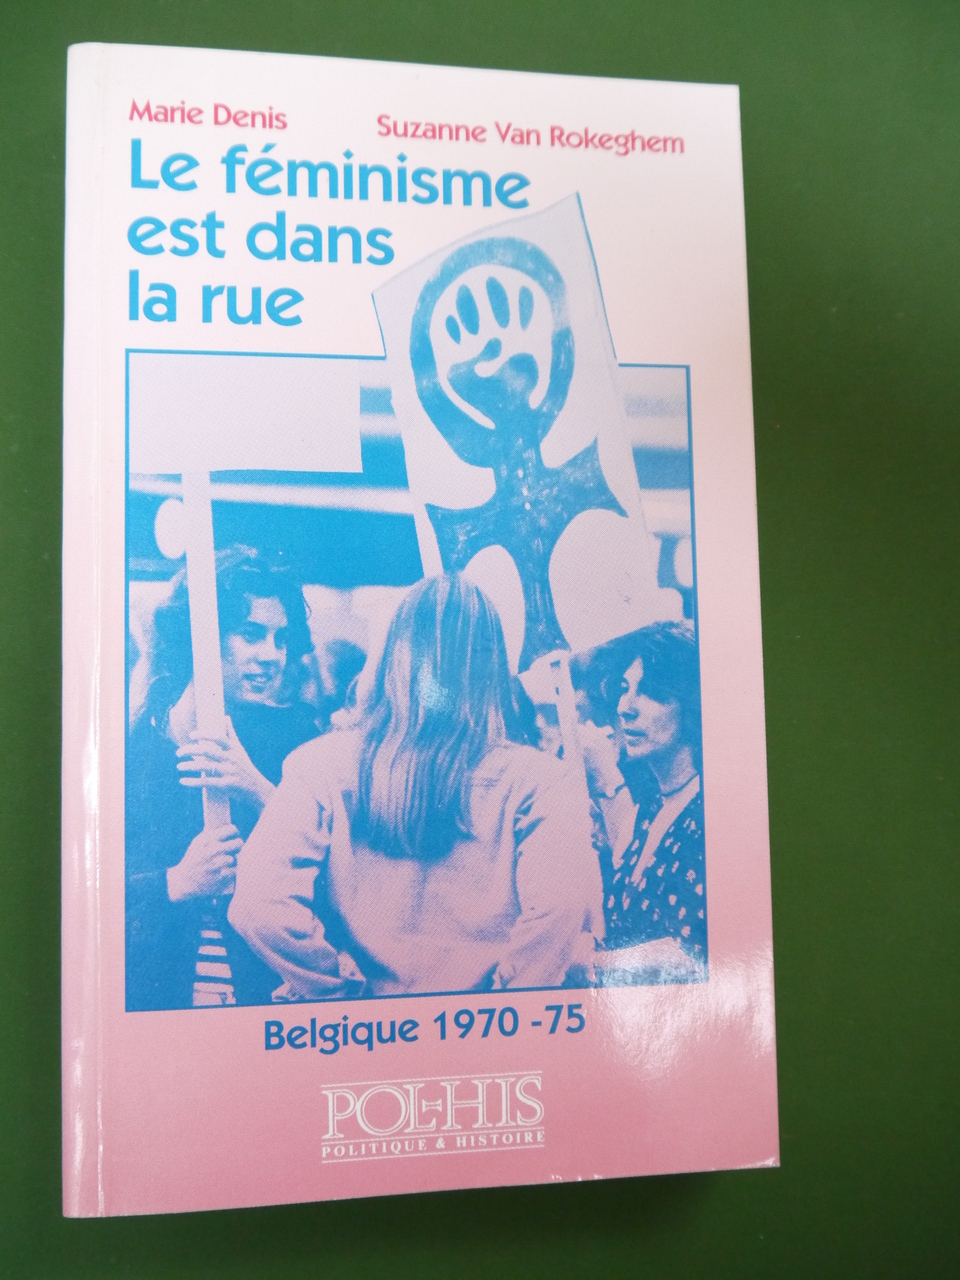 Marie Denis Suzanne Van Rokeghem
Le féminisme
est dans
la rue
Belgique 1970 -75
POL-HIS
POLITIQUE & HISTOIRE